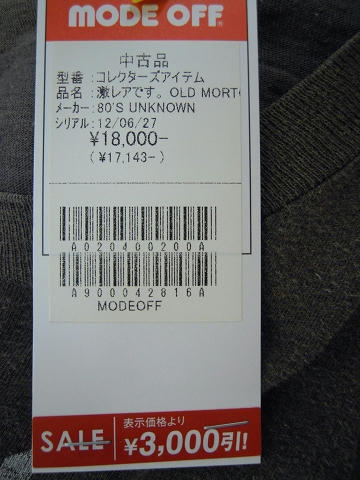 MODE OFF
中古品
型番:コレクターズアイテム
品名:激レアです。OLD MORT
メーカー:80'S UNKNOWN
シリアル:12/06/27
¥18,000-
(¥17,143-)
A020400200A
A900042816A
MODEOFF
SALE
表示価格より
¥3,000引!